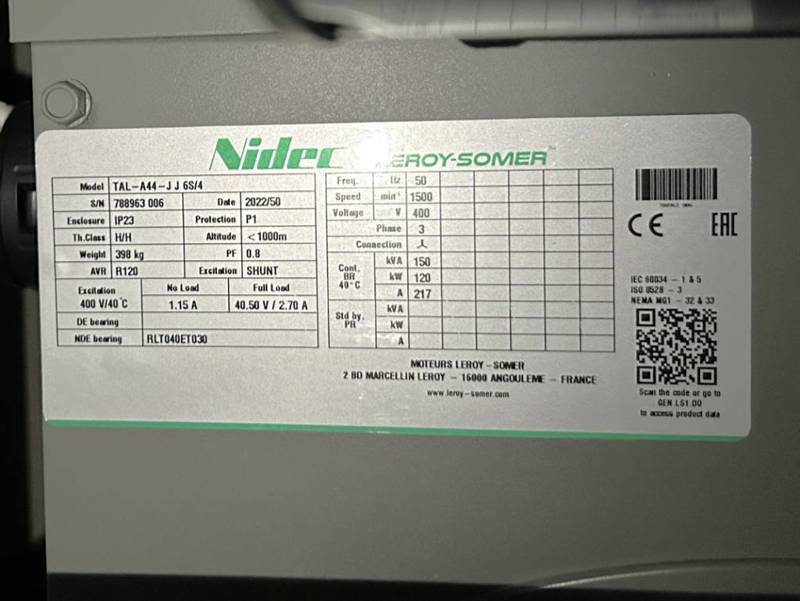 Nidec LEROY-SOMER™
Model TAL-A44-J J 6S/4
S/N 788963 006 Date 2022/50
Enclosure IP23 Protection P1
Th.Class H/H Altitude <1000m
Weight 398 kg PF 0.8
AVR R120 Excitation SHUNT
Excitation No Load Full Load
400 V/40°C 1.15 A 40.50 V / 2.70 A
DE bearing
NDE bearing RLT040ET030
Freq. Hz 50
Speed min⁻¹ 1500
Voltage V 400
Phase 3
Connection
Cont. BR 40°C kVA 150
kW 120
A 217
Std by. PR kVA
kW
A
MOTEURS LEROY-SOMER
2 BD MARCELLIN LEROY - 16000 ANGOULEME - FRANCE
www.leroy-somer.com
CE EAC
IEC 60034 - 1 & 5
ISO 8528 - 3
NEMA MG1 - 32 & 33
Scan the code or go to
GEN.LS1.DO
to access product data